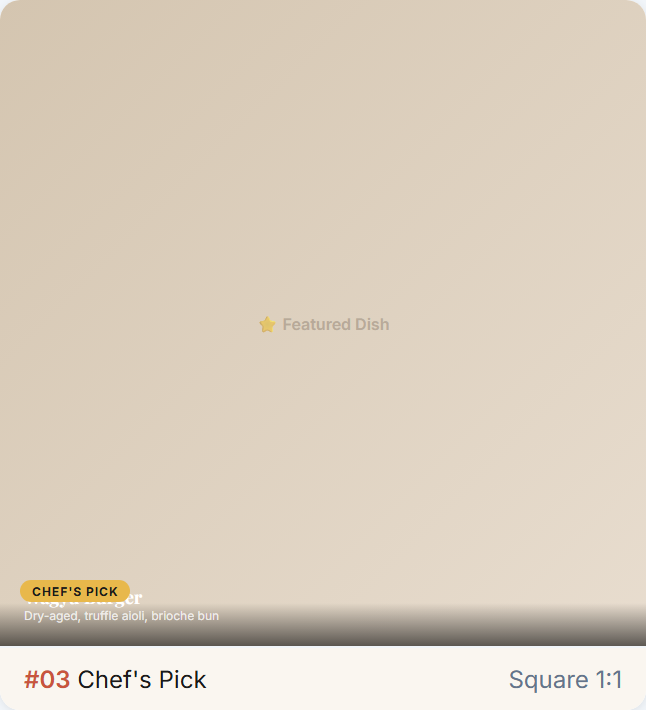 Featured Dish
CHEF'S PICK
Dry-aged, truffle aioli, brioche bun
#03 Chef's Pick
Square 1:1